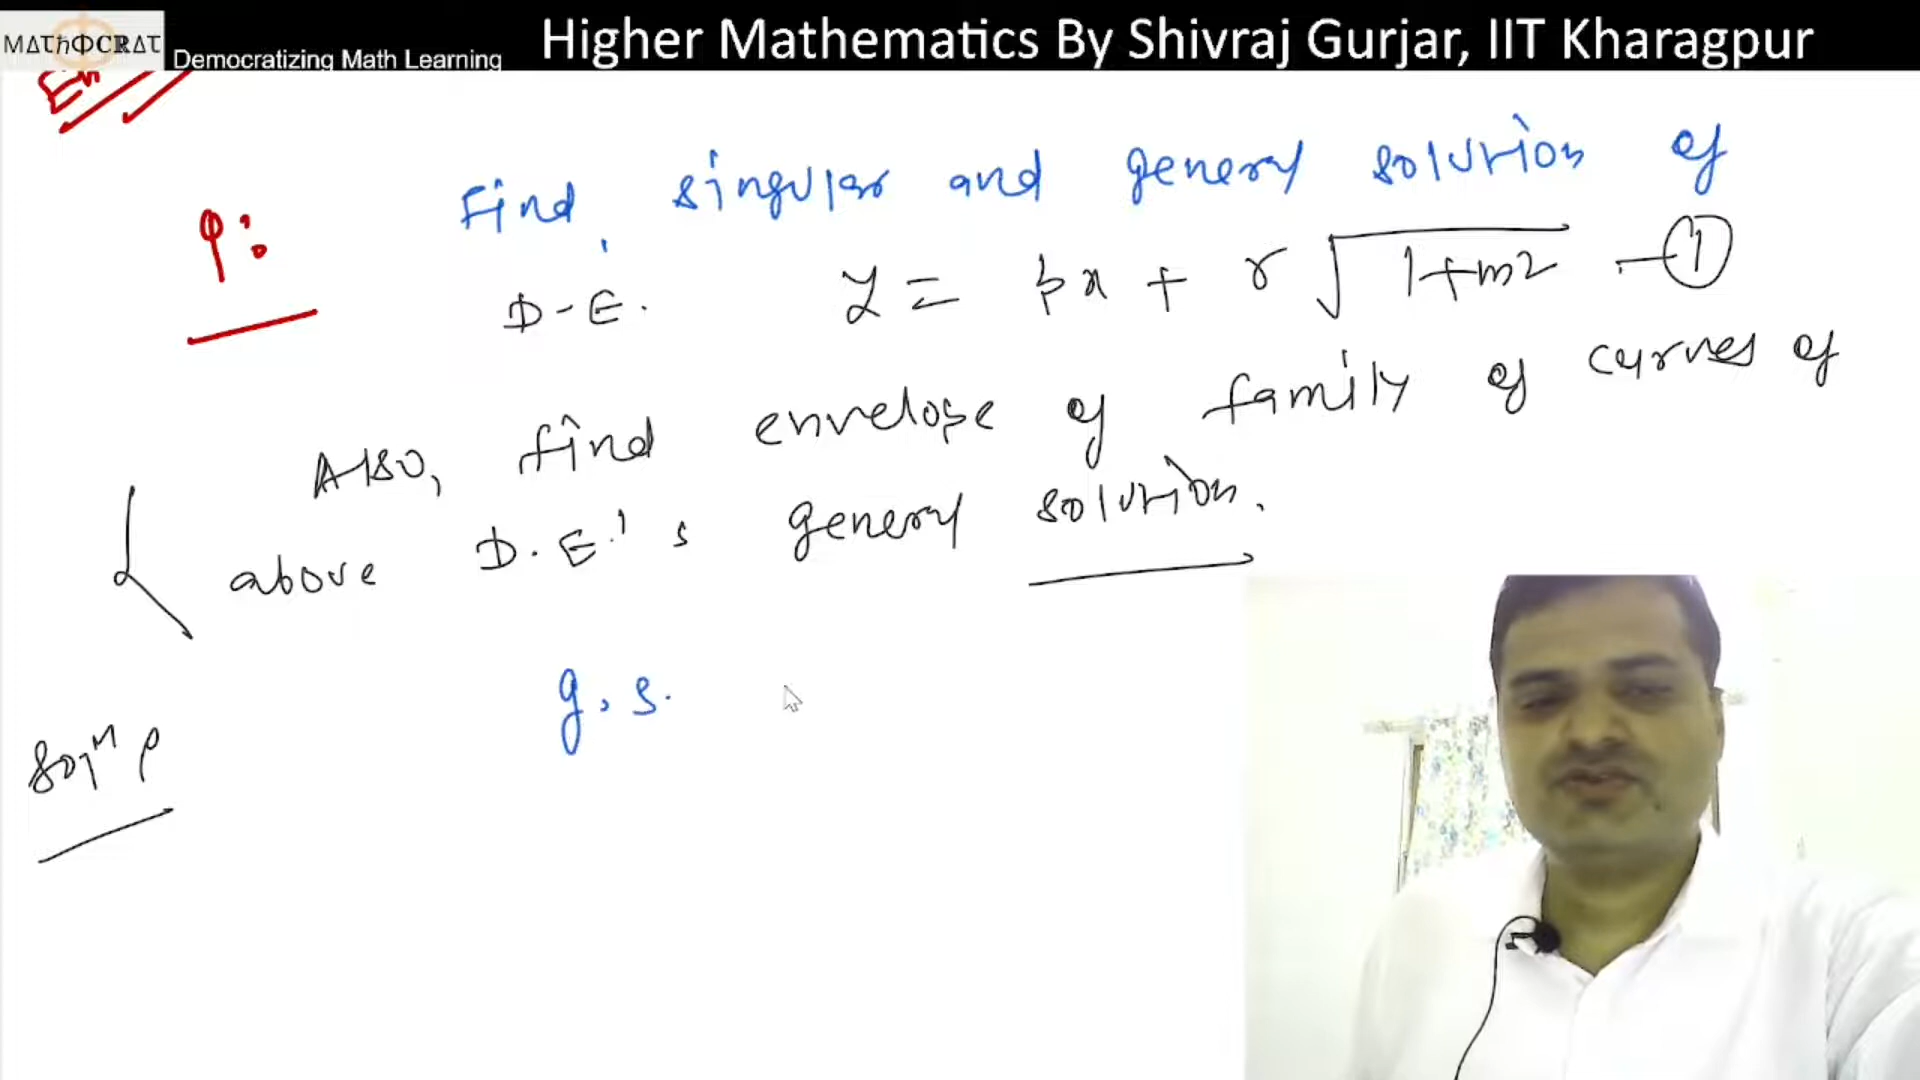 MATHOCRAT
Democratizing Math Learning
Higher Mathematics By Shivraj Gurjar, IIT Kharagpur
Q:
Find singular and general solution of
D.E. y = px + r √1+m2 —①
Also, find envelope of family of curves of
above D.E.'s general solution.
g.s.
Solⁿ